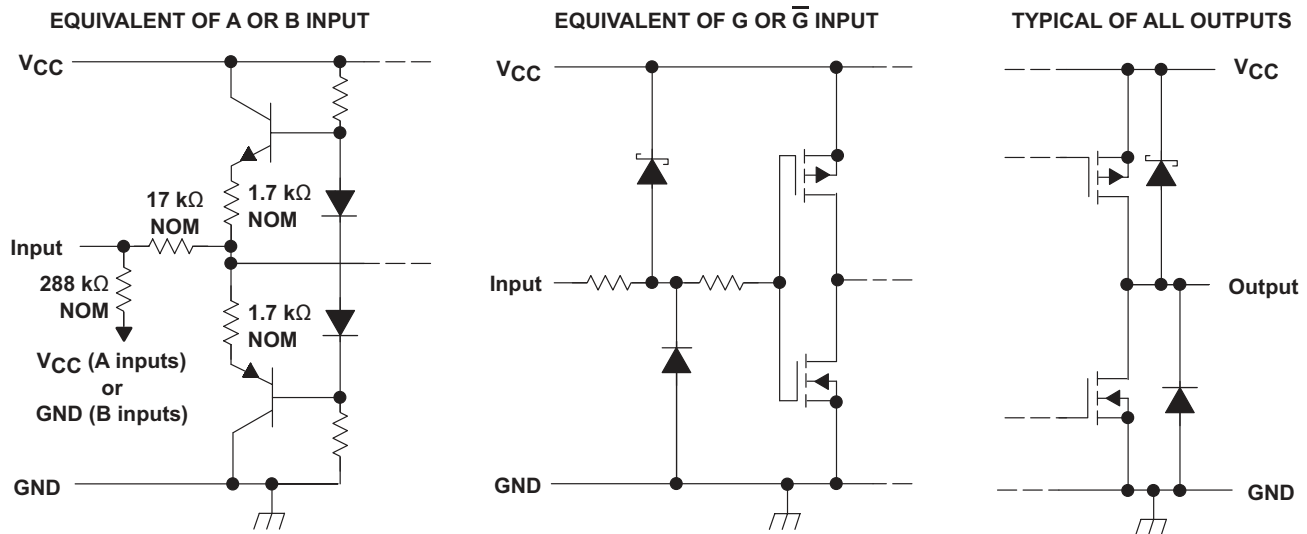 EQUIVALENT OF A OR B INPUT
VCC
17 kΩ
NOM
1.7 kΩ
NOM
Input
288 kΩ
NOM
1.7 kΩ
NOM
VCC (A inputs)
or
GND (B inputs)
GND
EQUIVALENT OF G OR G̅ INPUT
VCC
Input
GND
TYPICAL OF ALL OUTPUTS
VCC
Output
GND